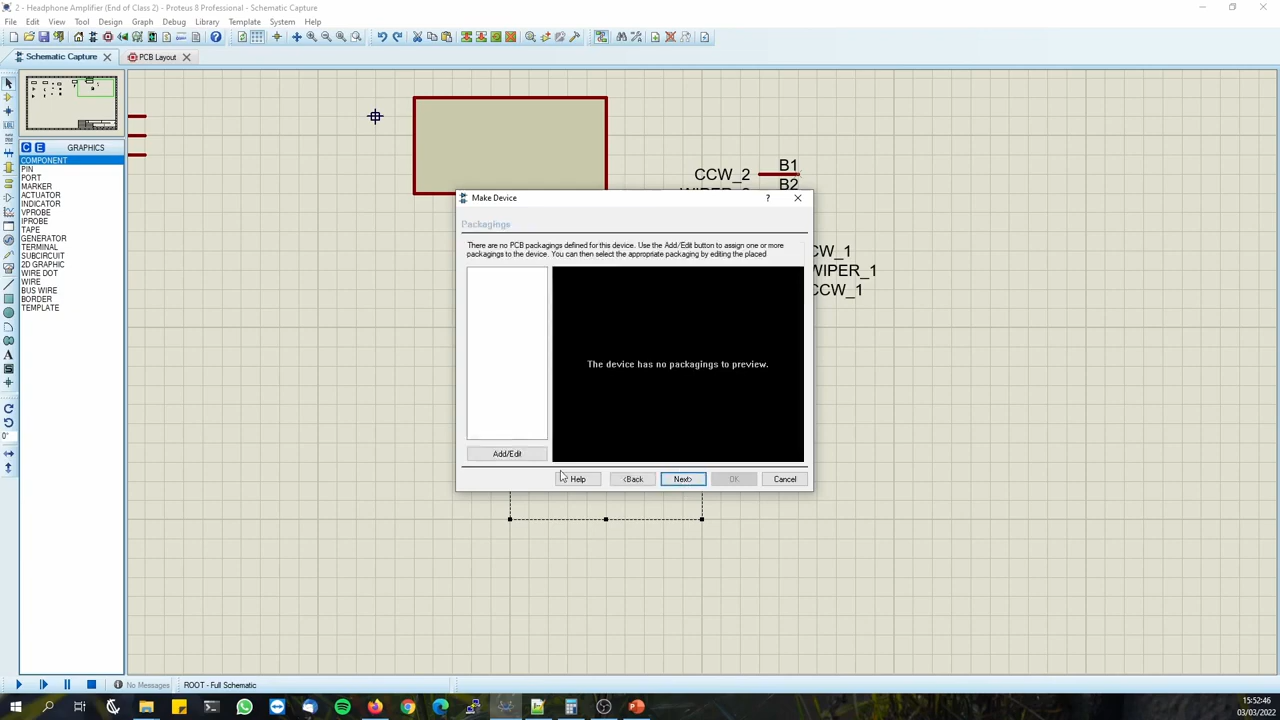 2 - Headphone Amplifier (End of Class 2) - Proteus 8 Professional - Schematic Capture
File Edit View Tool Design Graph Debug Library Template System Help
Schematic Capture PCB Layout
C E GRAPHICS
COMPONENT
PIN
PORT
MARKER
ACTUATOR
INDICATOR
VPROBE
IPROBE
TAPE
GENERATOR
TERMINAL
SUBCIRCUIT
2D GRAPHIC
WIRE DOT
WIRE
BUS WIRE
BORDER
TEMPLATE
B1
CCW_2
B2
CW_1
WIPER_1
CCW_1
Make Device
Packagings
There are no PCB packagings defined for this device. Use the Add/Edit button to assign one or more
packagings to the device. You can then select the appropriate packaging by editing the placed
The device has no packagings to preview.
Add/Edit
Help <Back Next> OK Cancel
No Messages ROOT - Full Schematic
15:52:46
03/03/2022